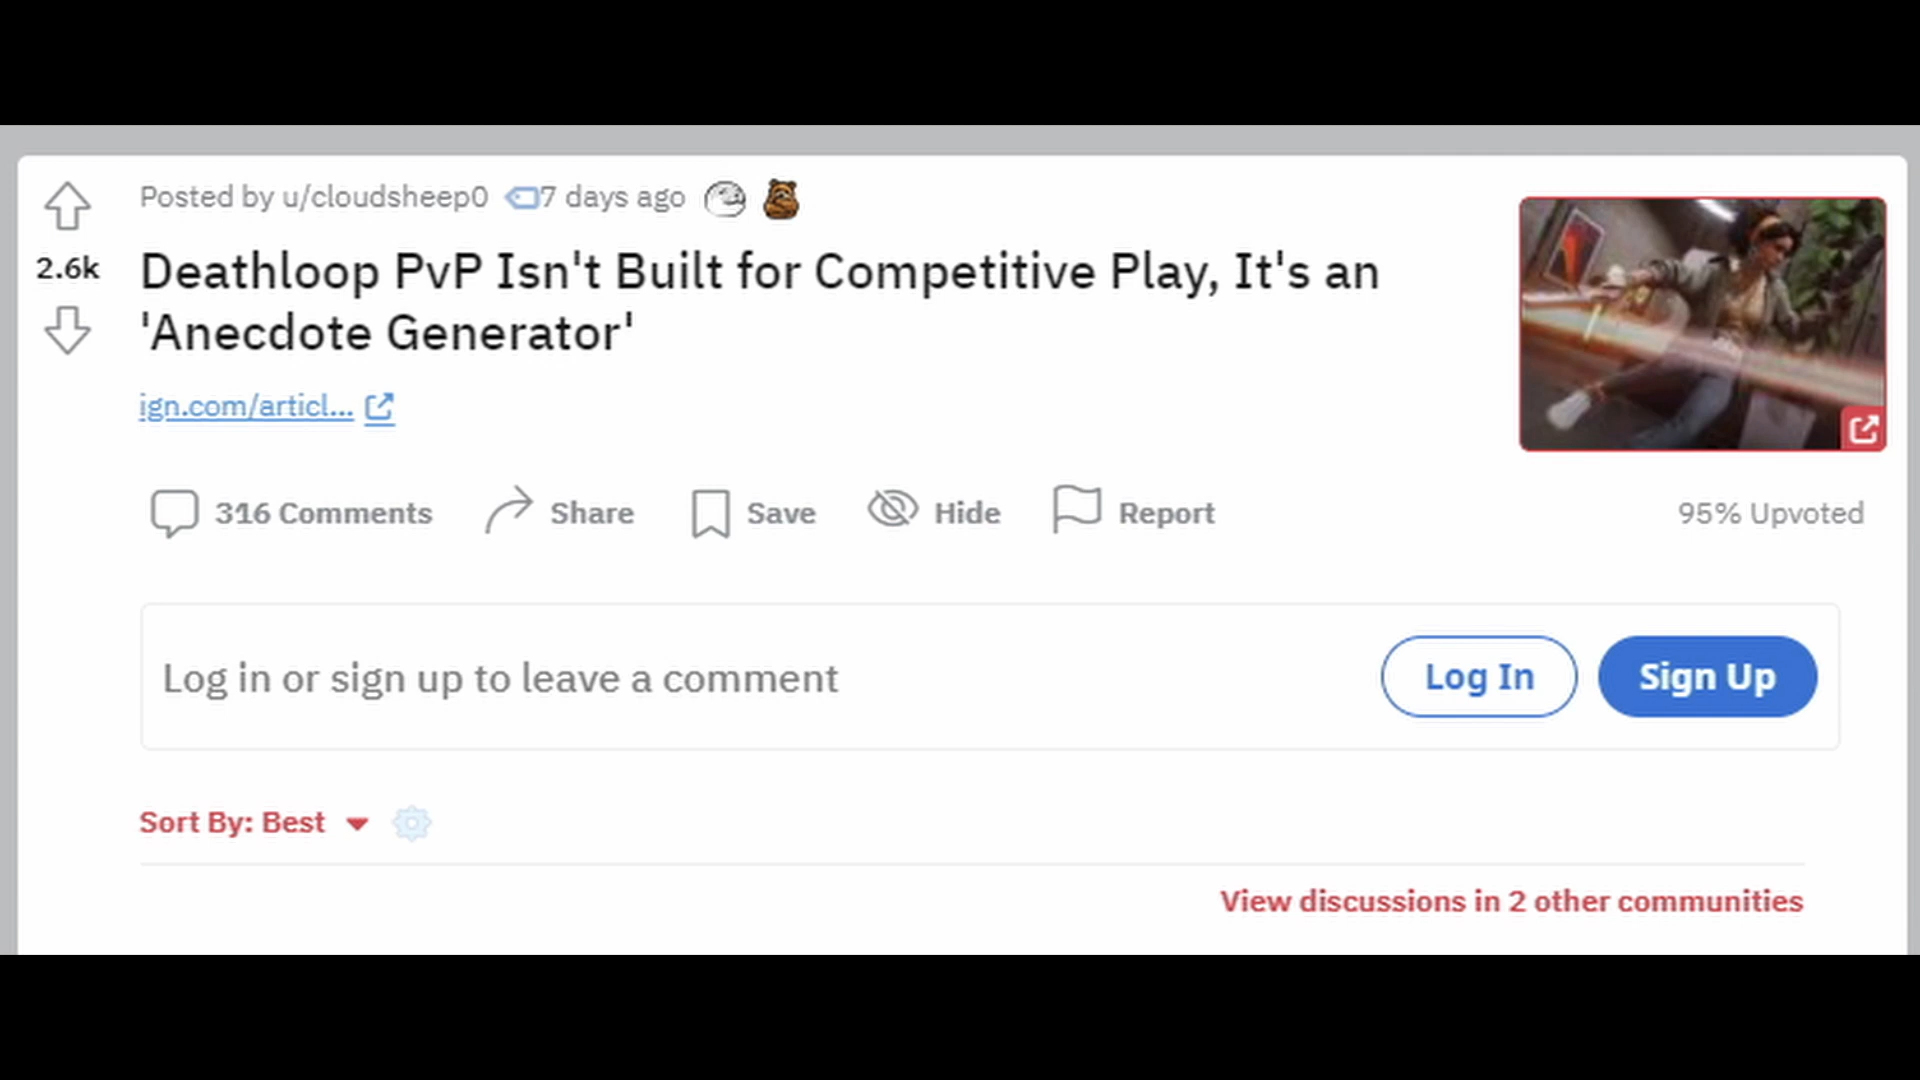 Posted by u/cloudsheep0 7 days ago
2.6k
Deathloop PvP Isn't Built for Competitive Play, It's an
'Anecdote Generator'
ign.com/articl...
316 Comments Share Save Hide Report 95% Upvoted
Log in or sign up to leave a comment Log In Sign Up
Sort By: Best
View discussions in 2 other communities